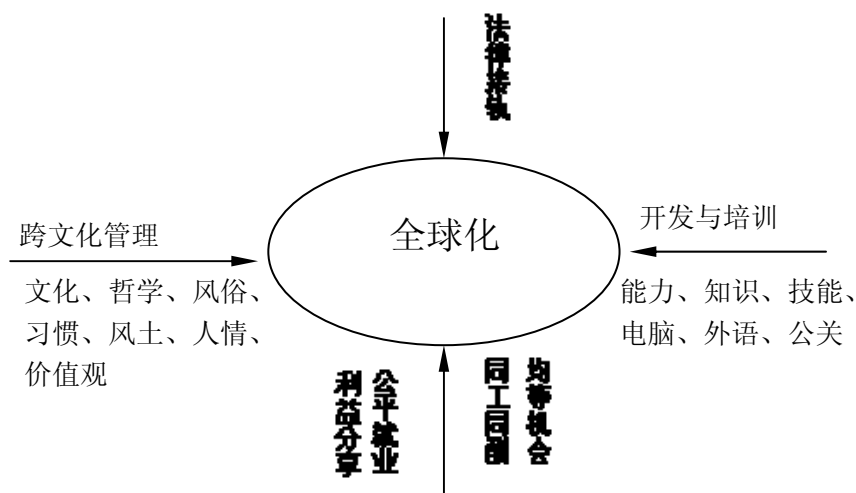 法律接轨
全球化
跨文化管理
文化、哲学、风俗、
习惯、风土、人情、
价值观
开发与培训
能力、知识、技能、
电脑、外语、公关
公平就业
利益分享
均等机会
同工同酬